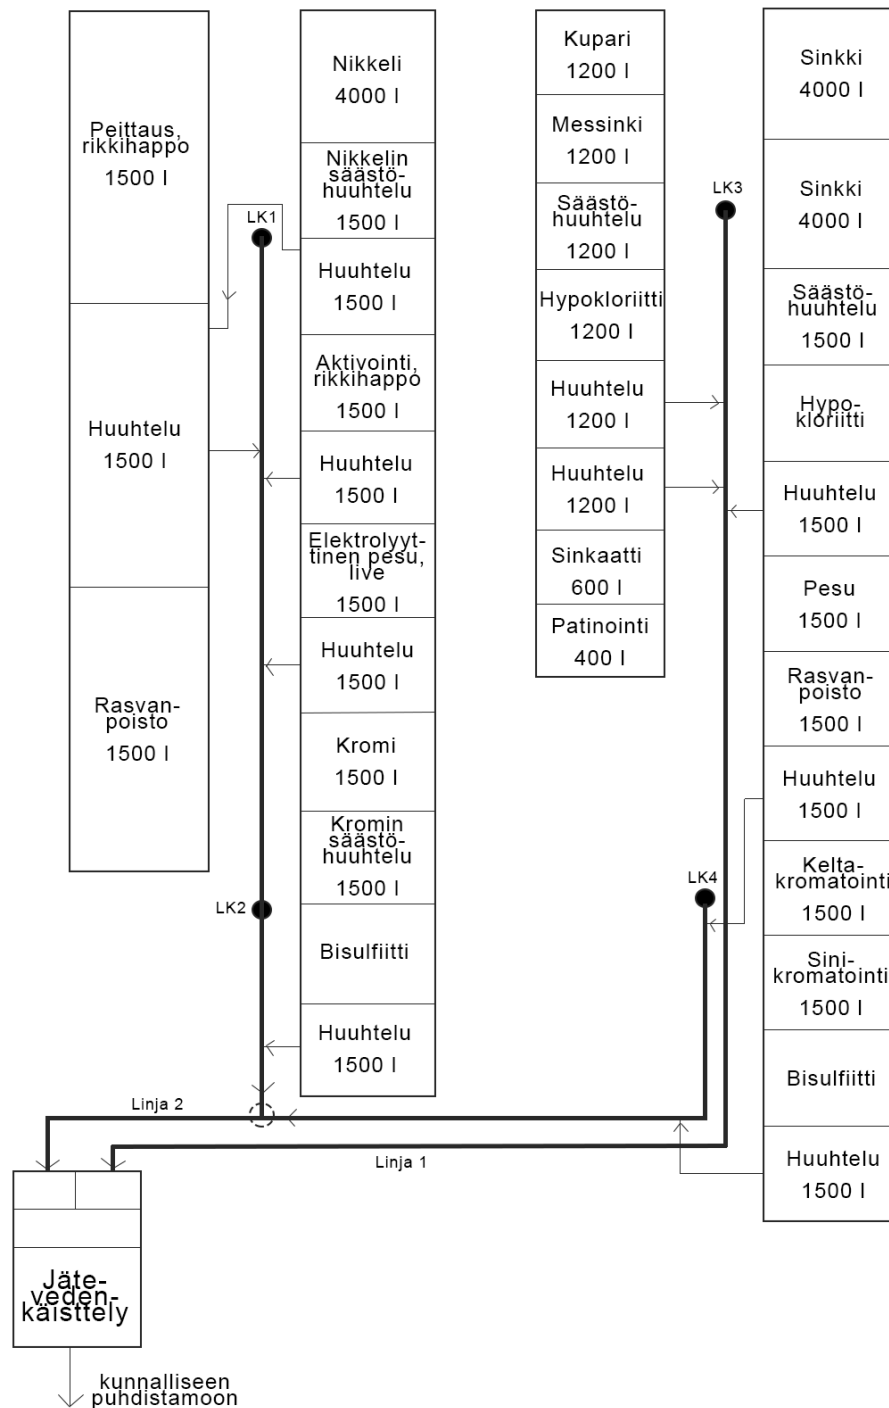 Peittaus,
rikkihappo
1500 l
Huuhtelu
1500 l
Rasvan-
poisto
1500 l
LK1
LK2
Nikkeli
4000 l
Nikkelin
säästö-
huuhtelu
1500 l
Huuhtelu
1500 l
Aktivointi,
rikkihappo
1500 l
Huuhtelu
1500 l
Elektrolyyt-
tinen pesu,
live
1500 l
Huuhtelu
1500 l
Kromi
1500 l
Kromin
säästö-
huuhtelu
1500 l
Bisulfiitti
Huuhtelu
1500 l
Kupari
1200 l
Messinki
1200 l
Säästö-
huuhtelu
1200 l
Hypokloriitti
1200 l
Huuhtelu
1200 l
Huuhtelu
1200 l
Sinkaatti
600 l
Patinointi
400 l
LK3
LK4
Sinkki
4000 l
Sinkki
4000 l
Säästö-
huuhtelu
1500 l
Hypo-
kloriitti
Huuhtelu
1500 l
Pesu
1500 l
Rasvan-
poisto
1500 l
Huuhtelu
1500 l
Kelta-
kromatointi
1500 l
Sini-
kromatointi
1500 l
Bisulfiitti
Huuhtelu
1500 l
Linja 2
Linja 1
Jäte-
veden-
käisttely
kunnalliseen
puhdistamoon